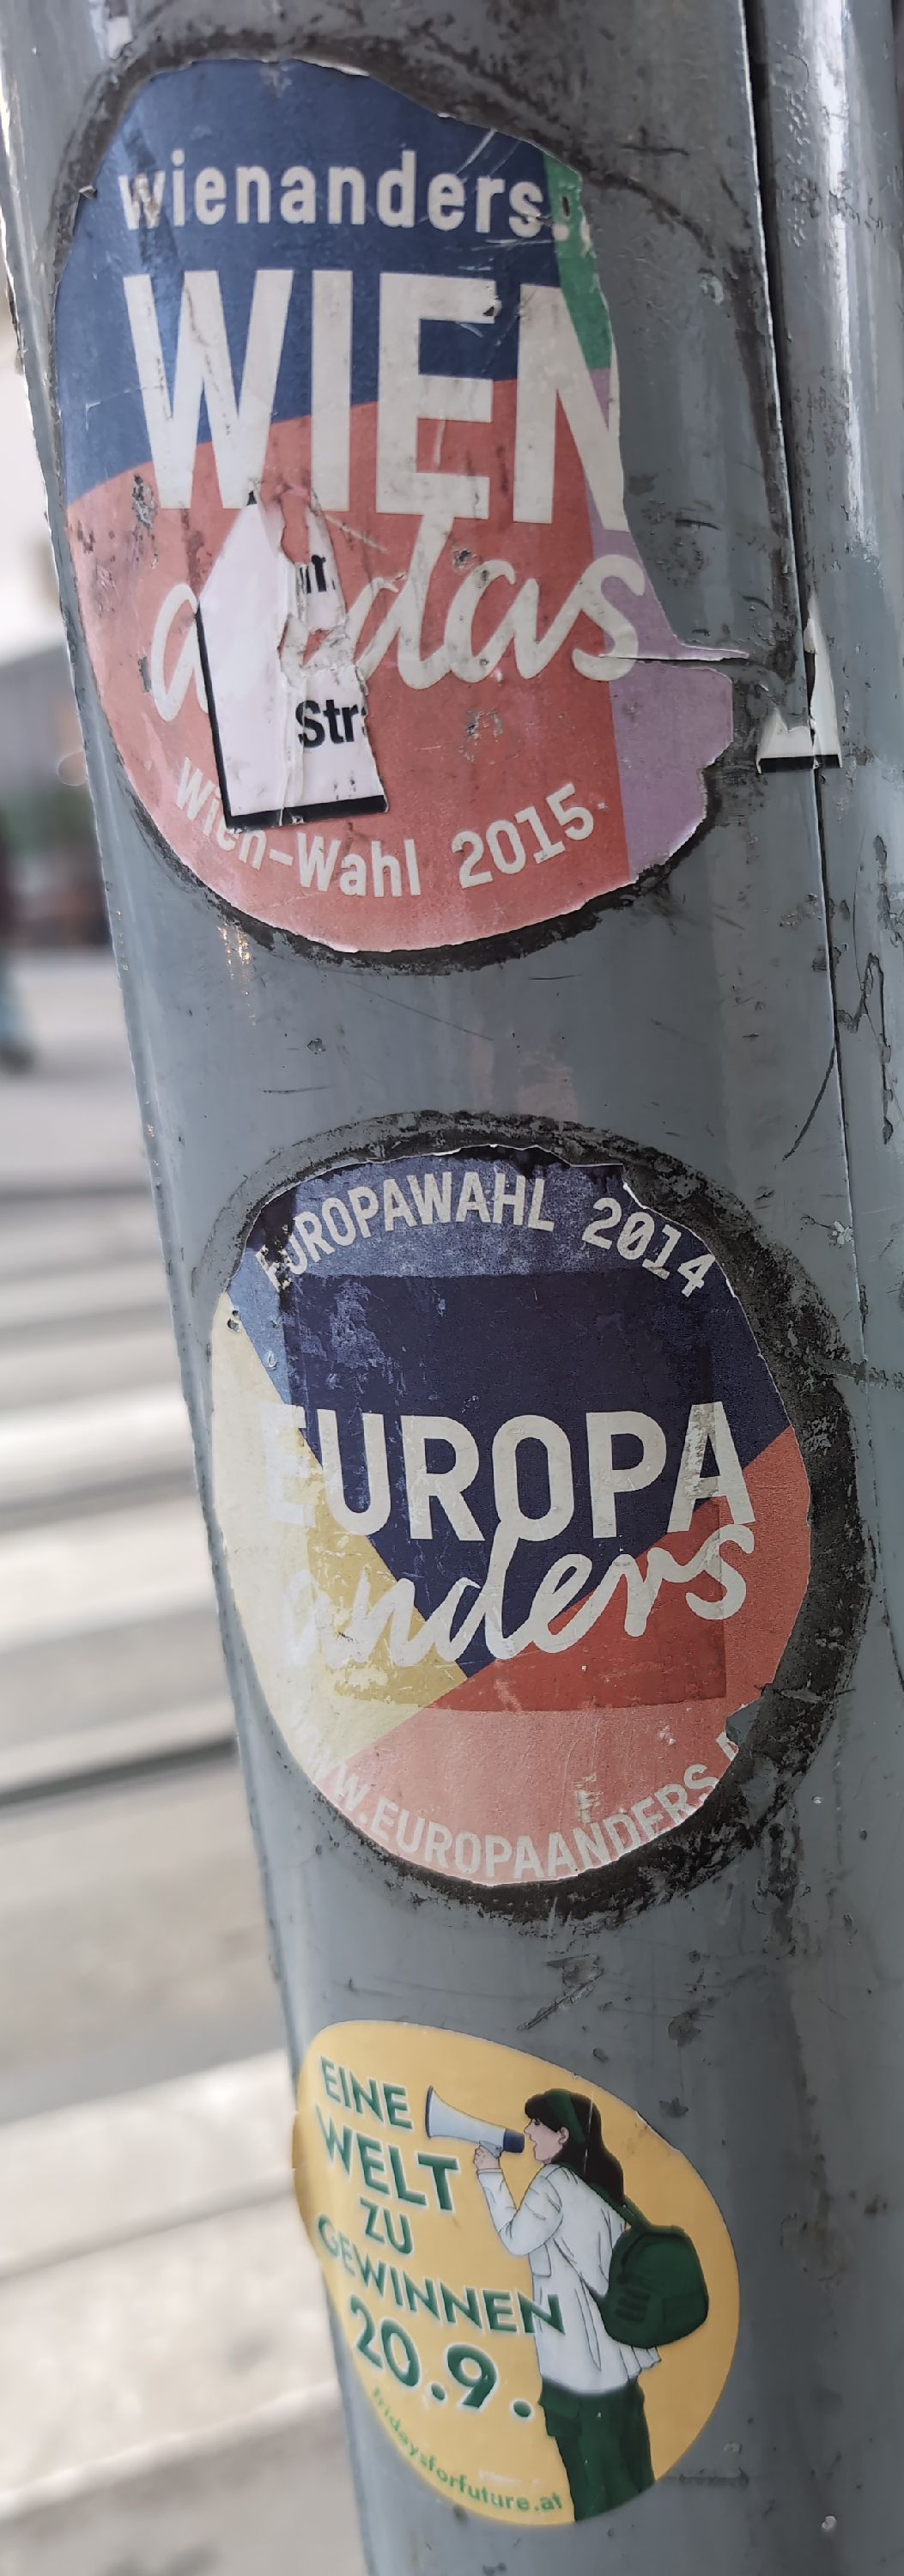 wienanders.
WIEN
andas
Str
Wien-Wahl 2015
EUROPAWAHL 2014
EUROPA
anders
WWW.EUROPAANDERS.A
EINE
WELT
ZU
GEWINNEN
20.9.
fridaysforfuture.at